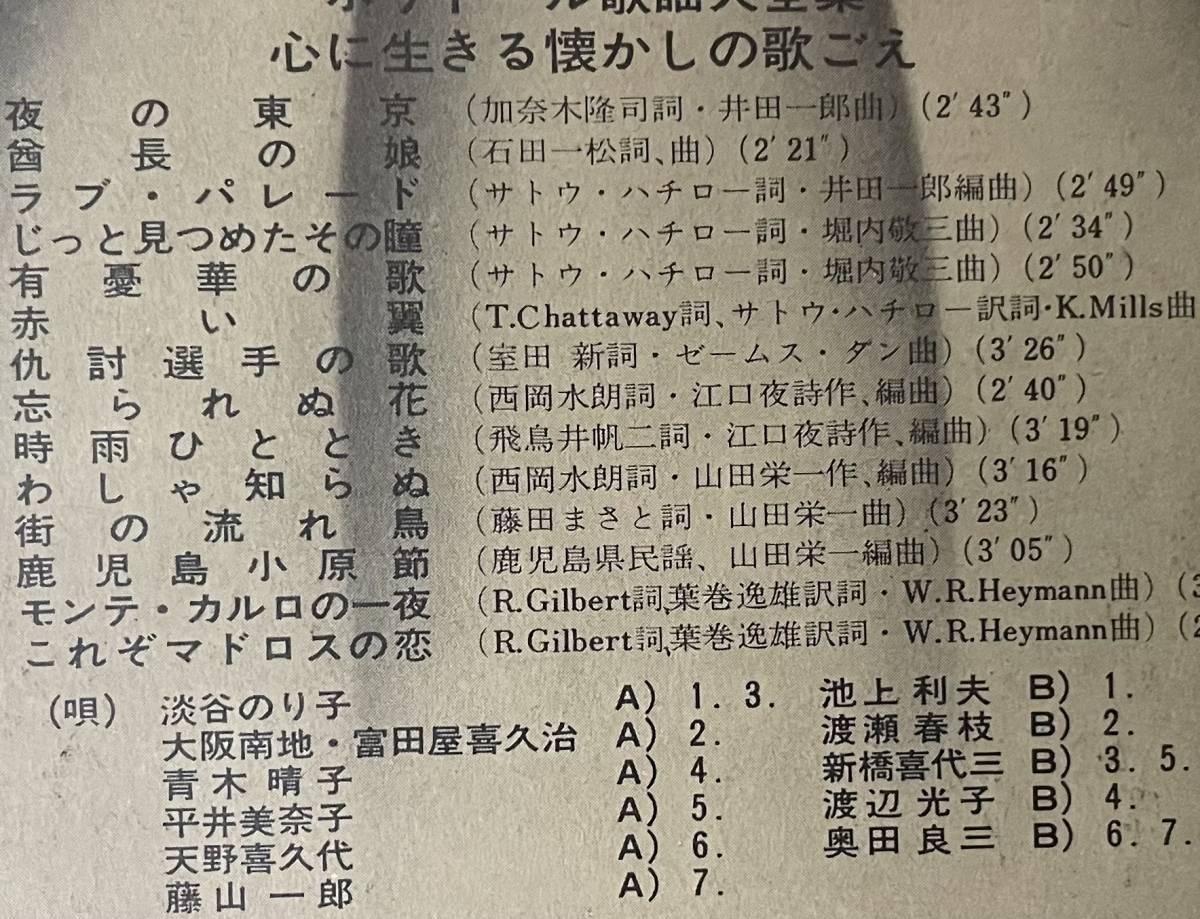 心に生きる懐かしの歌ごえ
夜の東京 (加奈木隆司詞・井田一郎曲) (2′43″)
酋長の娘 (石田一松詞、曲) (2′21″)
ラブ・パレード (サトウ・ハチロー詞・井田一郎編曲) (2′49″)
じっと見つめたその瞳 (サトウ・ハチロー詞・堀内敬三曲) (2′34″)
有憂華の歌 (サトウ・ハチロー詞・堀内敬三曲) (2′50″)
赤い翼 (T.Chattaway詞、サトウ・ハチロー訳詞・K.Mills曲
仇討選手の歌 (室田 新詞・ゼームス・ダン曲) (3′26″)
忘られぬ花 (西岡水朗詞・江口夜詩作、編曲) (2′40″)
時雨ひととき (飛鳥井帆二詞・江口夜詩作、編曲) (3′19″)
わしゃ知らぬ (西岡水朗詞・山田栄一作、編曲) (3′16″)
街の流れ鳥 (藤田まさと詞・山田栄一曲) (3′23″)
鹿児島小原節 (鹿児島県民謡、山田栄一編曲) (3′05″)
モンテ・カルロの一夜 (R.Gilbert詞、葉巻逸雄訳詞・W.R.Heymann曲)
これぞマドロスの恋 (R.Gilbert詞、葉巻逸雄訳詞・W.R.Heymann曲)
(唄) 淡谷のり子 A) 1. 3. 池上利夫 B) 1.
大阪南地・富田屋喜久治 A) 2. 渡瀬春枝 B) 2.
青木晴子 A) 4. 新橋喜代三 B) 3. 5.
平井美奈子 A) 5. 渡辺光子 B) 4.
天野喜久代 A) 6. 奥田良三 B) 6. 7.
藤山一郎 A) 7.